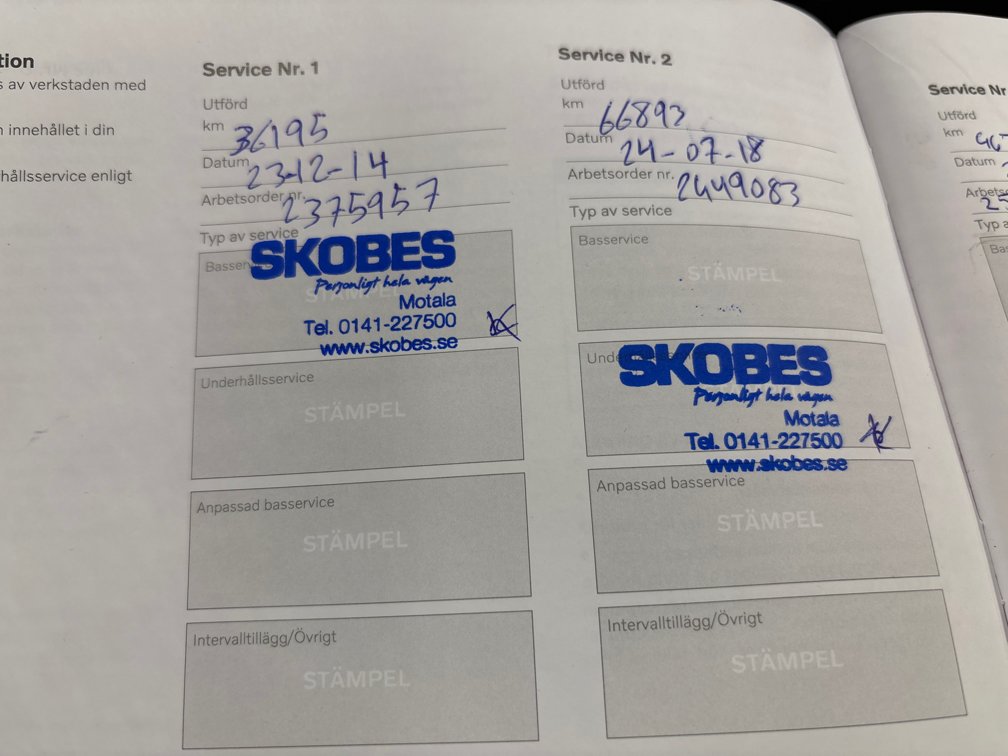 tion
s av verkstaden med
n innehållet i din
hållsservice enligt
Service Nr. 1
Utförd
km 36195
Datum 23-12-14
Arbetsorder nr. 2375957
Typ av service
SKOBES
Personligt hela vägen
STÄMPEL
Motala
Tel. 0141-227500
www.skobes.se
Underhållsservice
STÄMPEL
Anpassad basservice
STÄMPEL
Intervalltillägg/Övrigt
STÄMPEL
Service Nr. 2
Utförd
km 66893
Datum 24-07-18
Arbetsorder nr. 2449083
Typ av service
Basservice
STÄMPEL
SKOBES
Personligt hela vägen
Motala
Tel. 0141-227500
www.skobes.se
Anpassad basservice
STÄMPEL
Intervalltillägg/Övrigt
STÄMPEL
Service Nr
Utförd
km
Datum
Arbets
Typ a
Bas